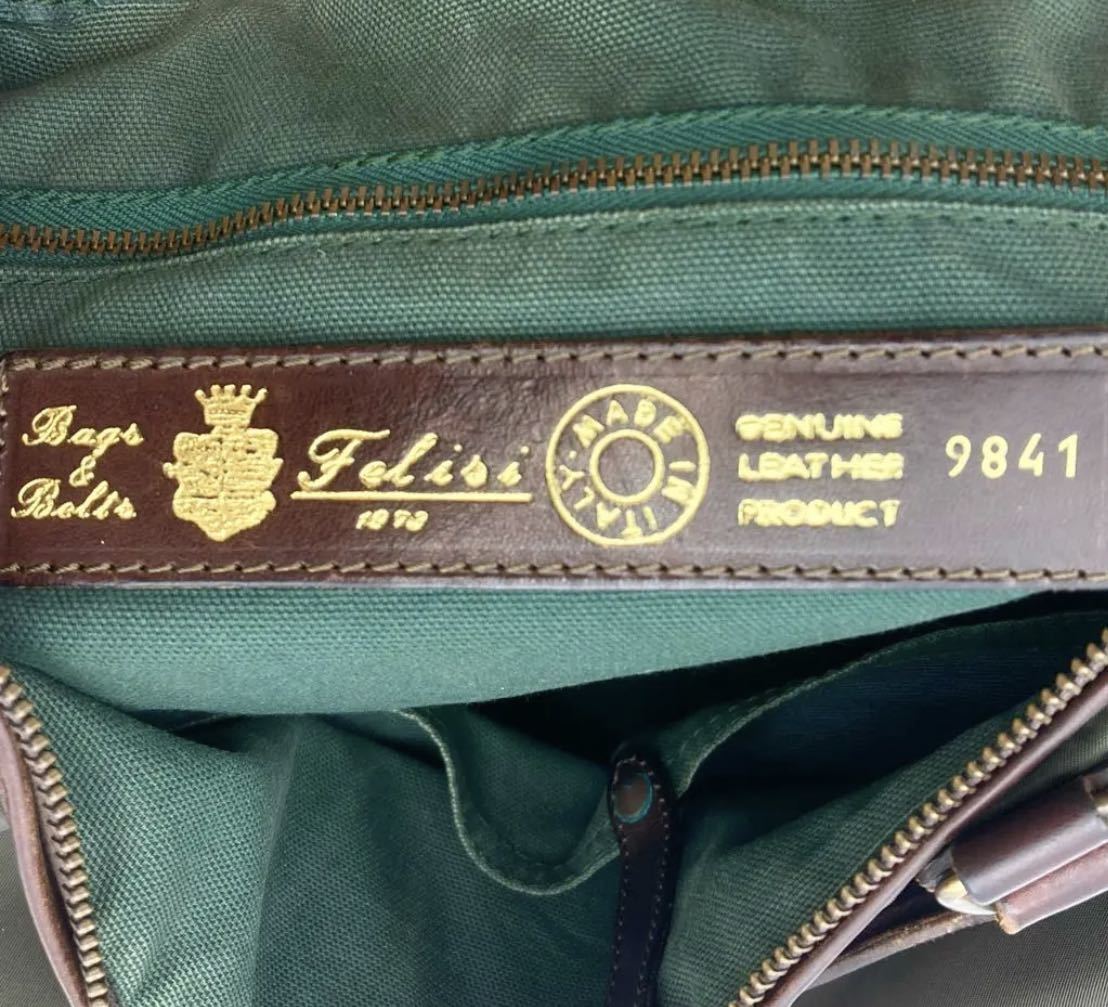 Bags
&
Belts
Felisi
1973
MADE IN ITALY
GENUINE
LEATHER
PRODUCT
9841